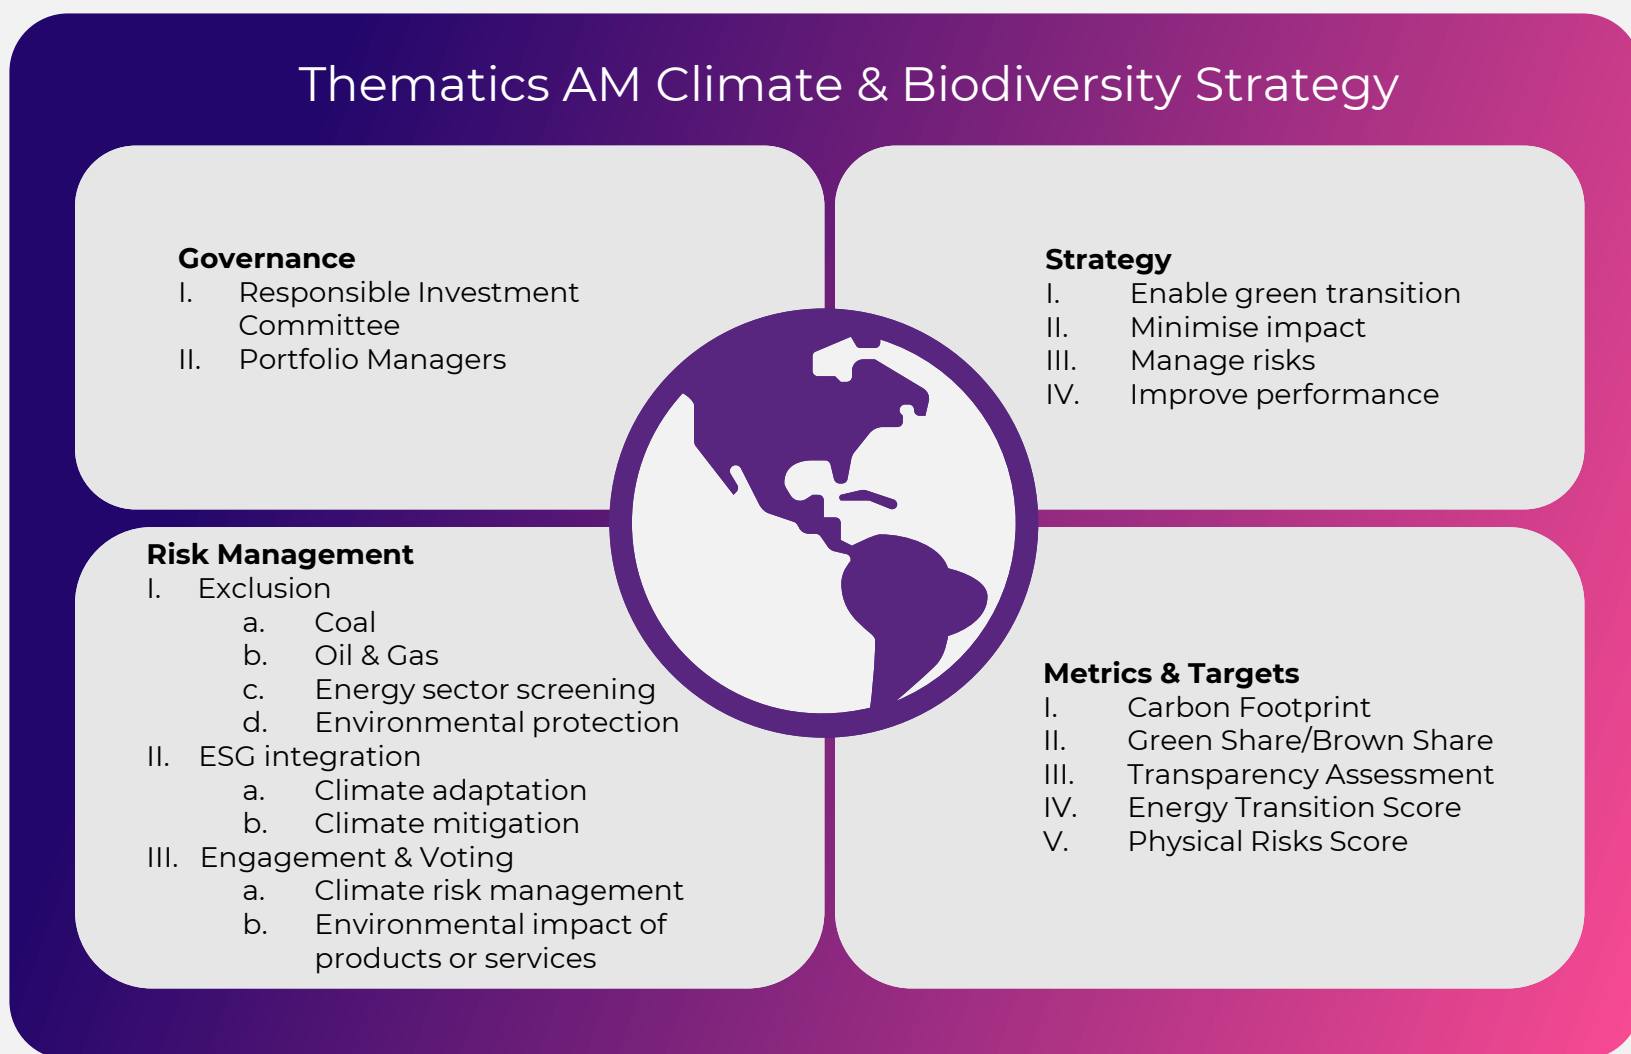 Thematics AM Climate & Biodiversity Strategy
Governance
I. Responsible Investment
Committee
II. Portfolio Managers
Strategy
I. Enable green transition
II. Minimise impact
III. Manage risks
IV. Improve performance
Risk Management
I. Exclusion
a. Coal
b. Oil & Gas
c. Energy sector screening
d. Environmental protection
II. ESG integration
a. Climate adaptation
b. Climate mitigation
III. Engagement & Voting
a. Climate risk management
b. Environmental impact of
products or services
Metrics & Targets
I. Carbon Footprint
II. Green Share/Brown Share
III. Transparency Assessment
IV. Energy Transition Score
V. Physical Risks Score